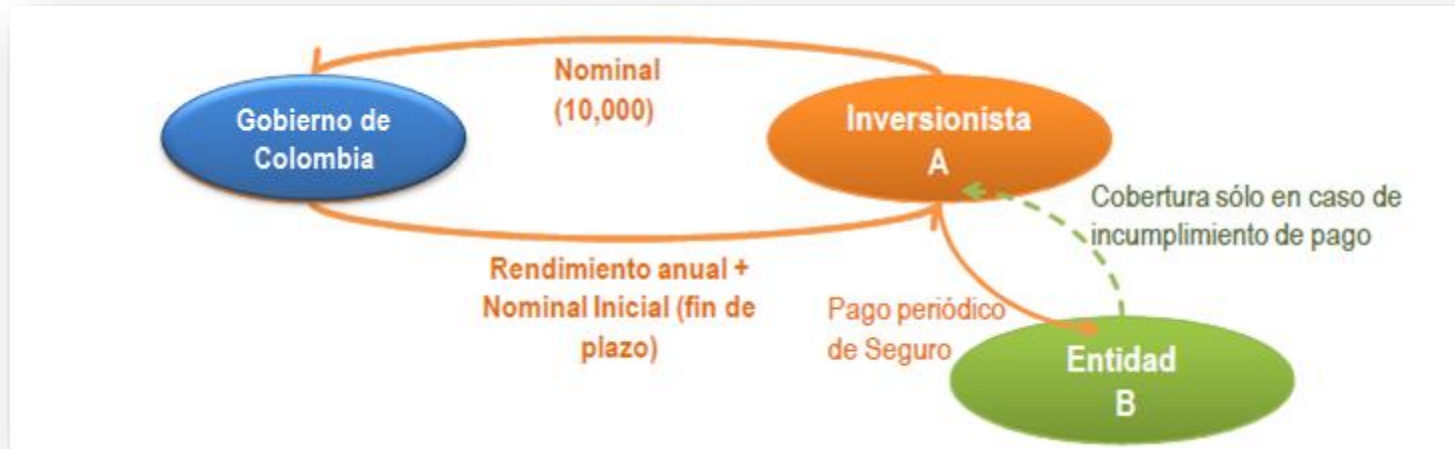 Nominal
(10,000)
Gobierno de
Colombia
Inversionista
A
Cobertura sólo en caso de
incumplimiento de pago
Rendimiento anual +
Nominal Inicial (fin de
plazo)
Pago periódico
de Seguro
Entidad
B